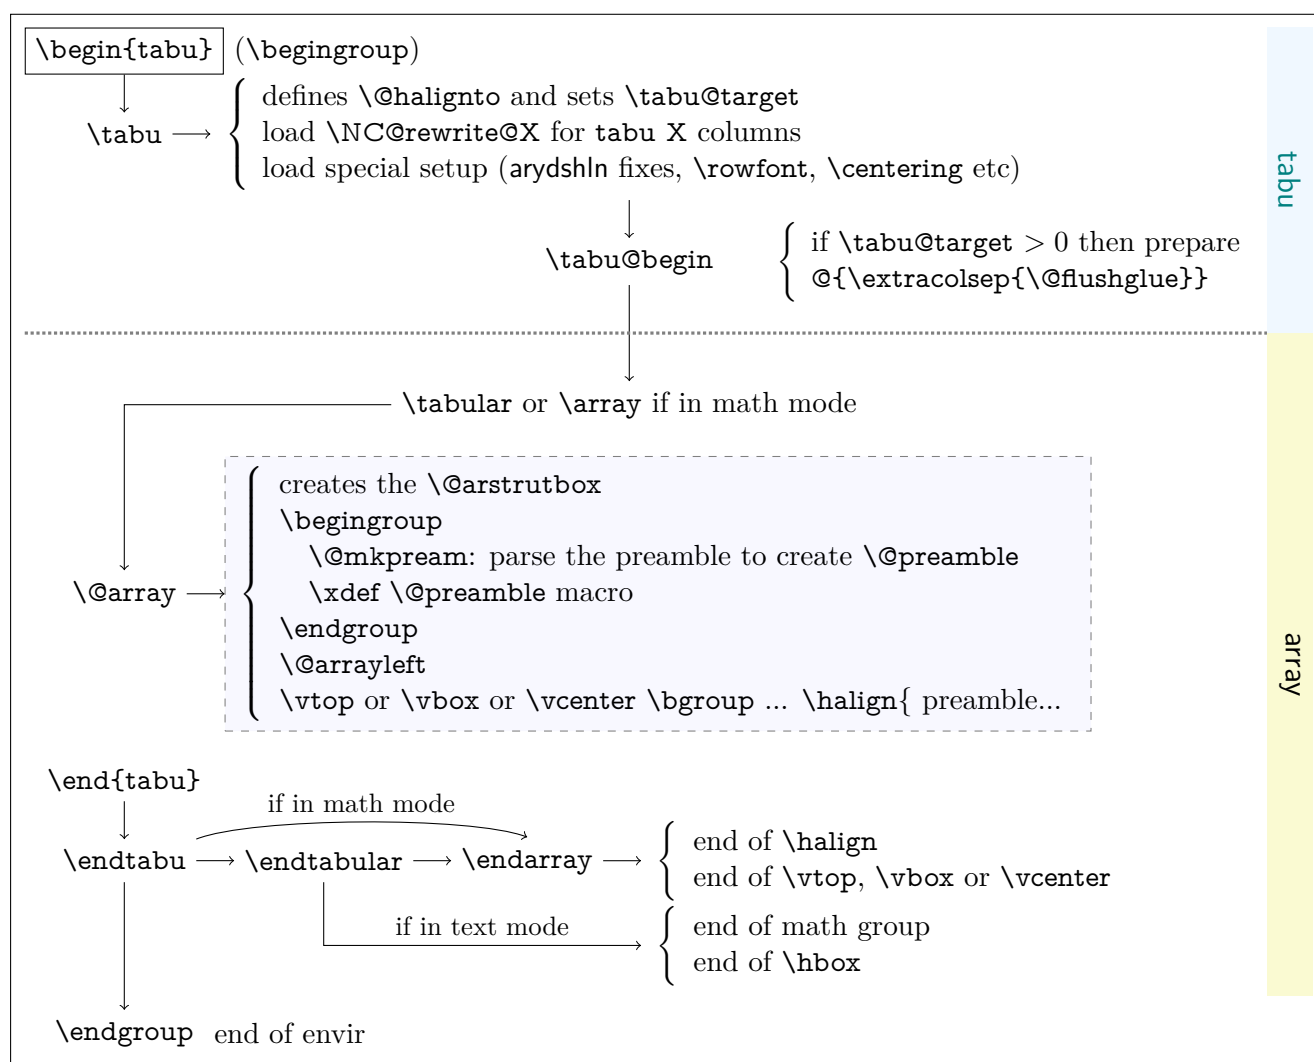 \begin{tabu} (\begingroup)
defines \@halignto and sets \tabu@target
\tabu
load \NC@rewrite@X for tabu X columns
load special setup (arydshln fixes, \rowfont, \centering etc)
tabu
if \tabu@target > 0 then prepare
\tabu@begin
@{\extracolsep{\@flushglue}}
\tabular or \array if in math mode
creates the \@arstrutbox
\begingroup
\@mkpream: parse the preamble to create \@preamble
\@array
\xdef \@preamble macro
\endgroup
\@arrayleft
\vtop or \vbox or \vcenter \bgroup ... \halign{ preamble...
array
\end{tabu}
if in math mode
\endtabu \endtabular \endarray
end of \halign
end of \vtop, \vbox or \vcenter
if in text mode
end of math group
end of \hbox
\endgroup end of envir